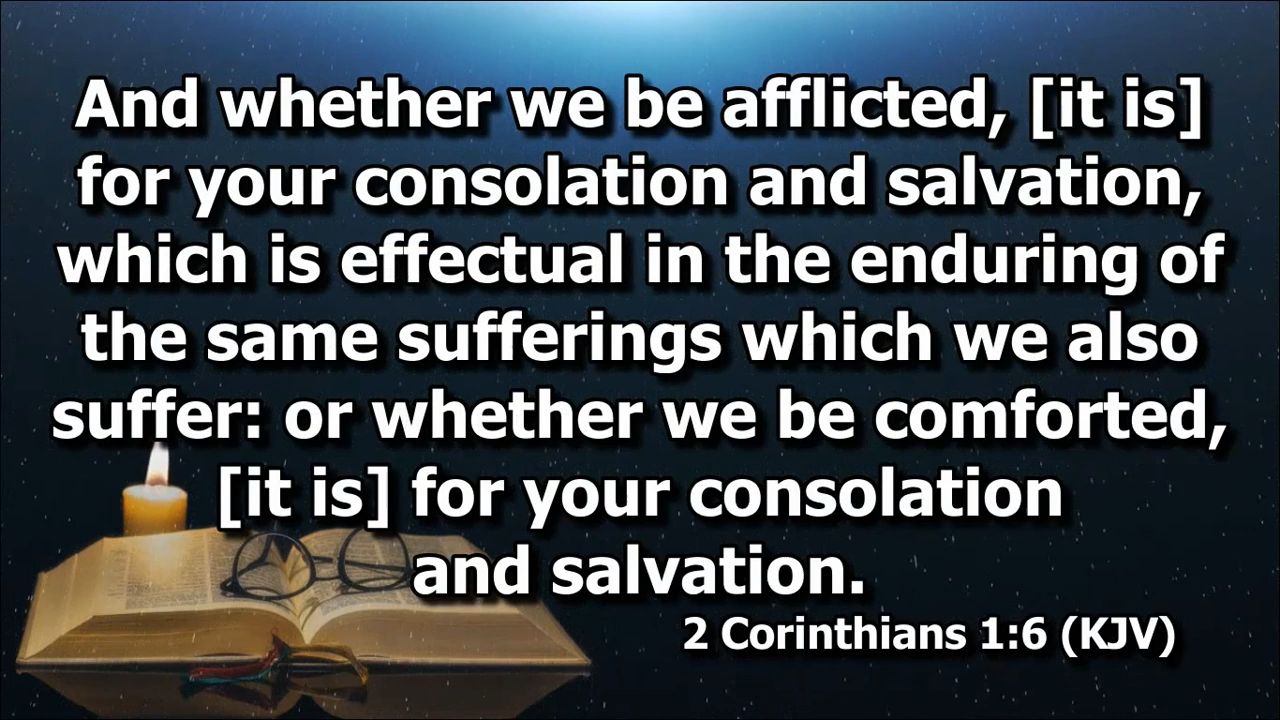 And whether we be afflicted, [it is]
for your consolation and salvation,
which is effectual in the enduring of
the same sufferings which we also
suffer: or whether we be comforted,
[it is] for your consolation
and salvation.
2 Corinthians 1:6 (KJV)